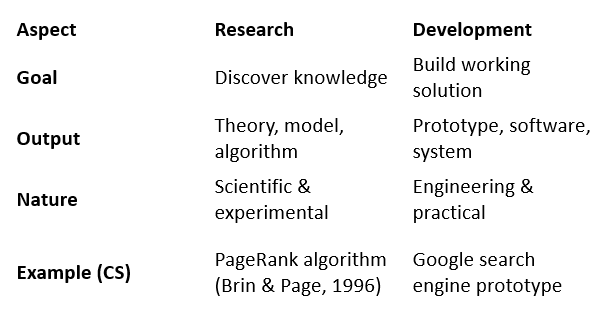 Aspect Research Development
Goal Discover knowledge Build working
solution
Output Theory, model,
algorithm Prototype, software,
system
Nature Scientific &
experimental Engineering &
practical
Example (CS) PageRank algorithm
(Brin & Page, 1996) Google search
engine prototype